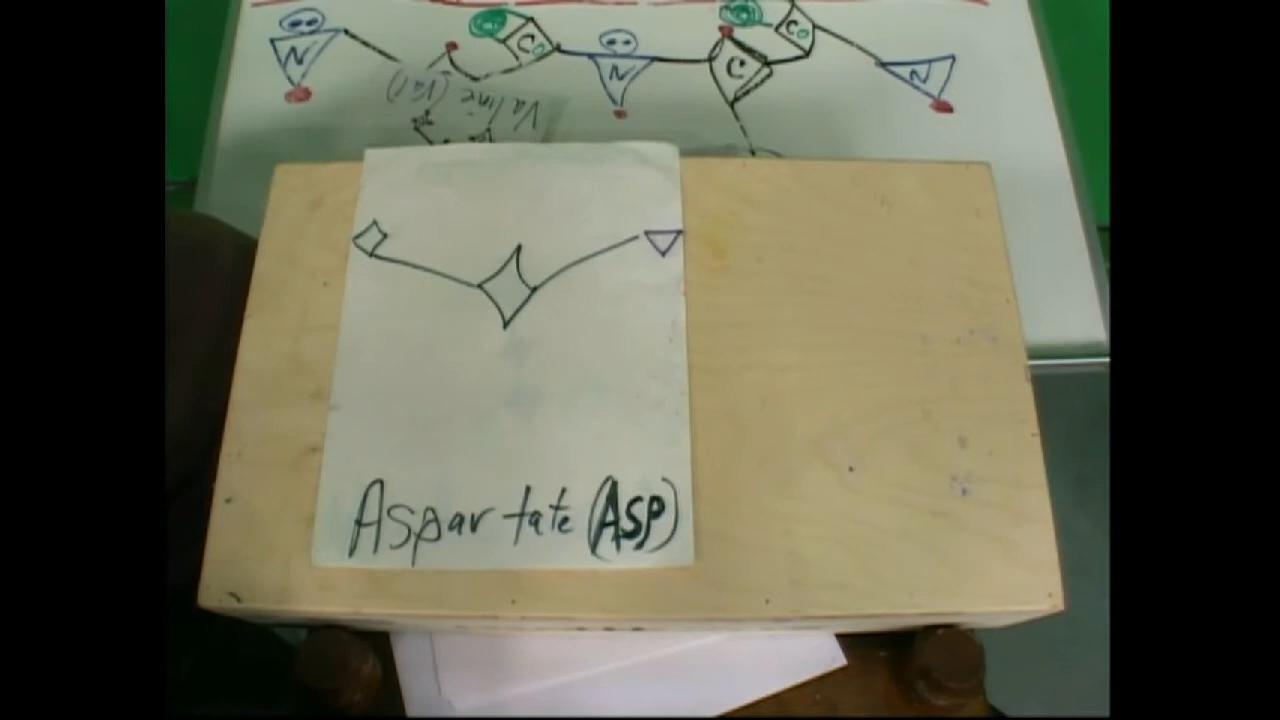 N Co N C Co N
Valine (Val)
Aspartate (ASP)